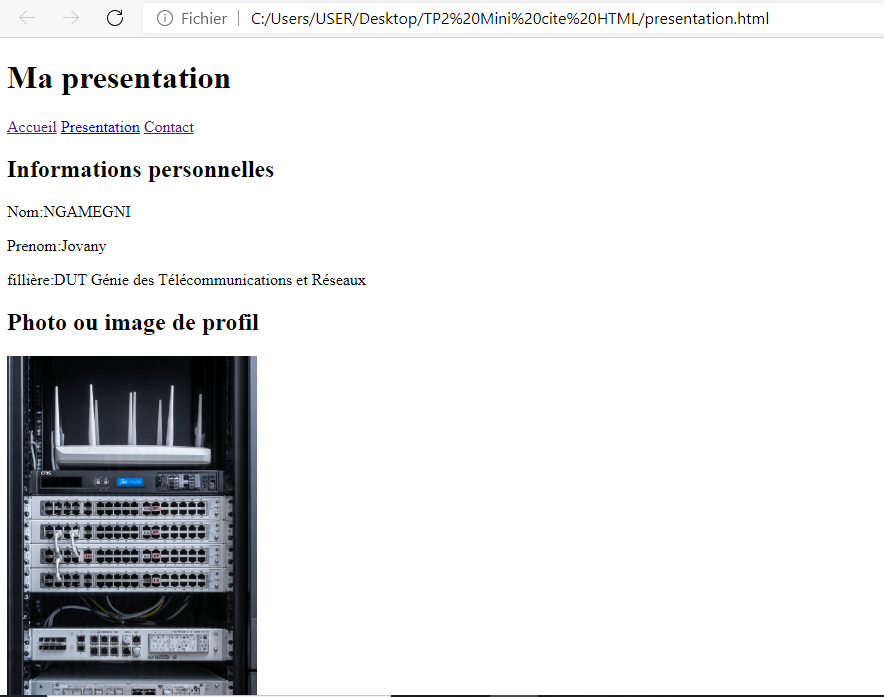 Fichier | C:/Users/USER/Desktop/TP2%20Mini%20cite%20HTML/presentation.html
Ma presentation
Accueil Presentation Contact
Informations personnelles
Nom:NGAMEGNI
Prenom:Jovany
fillière:DUT Génie des Télécommunications et Réseaux
Photo ou image de profil